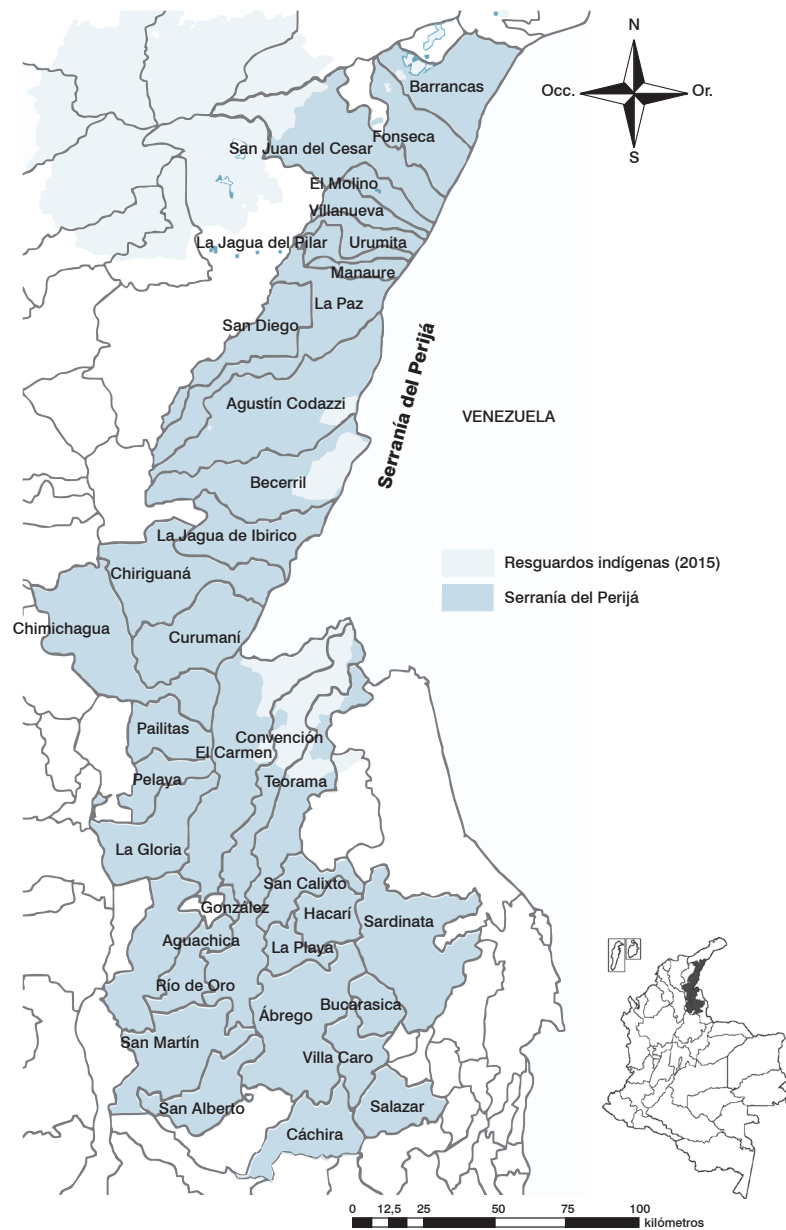 N
Occ. Or.
S
Barrancas
Fonseca
San Juan del Cesar
El Molino
Villanueva
La Jagua del Pilar
Urumita
Manaure
La Paz
San Diego
Serranía del Perijá
Agustín Codazzi
VENEZUELA
Becerril
La Jagua de Ibirico
Resguardos indígenas (2015)
Chiriguaná
Serranía del Perijá
Chimichagua
Curumaní
Pailitas
Convención
El Carmen
Pelaya
Teorama
La Gloria
San Calixto
González
Hacarí
Sardinata
Aguachica
La Playa
Río de Oro
Bucarasica
Ábrego
San Martín
Villa Caro
San Alberto
Salazar
Cáchira
0 12,5 25 50 75 100
kilómetros